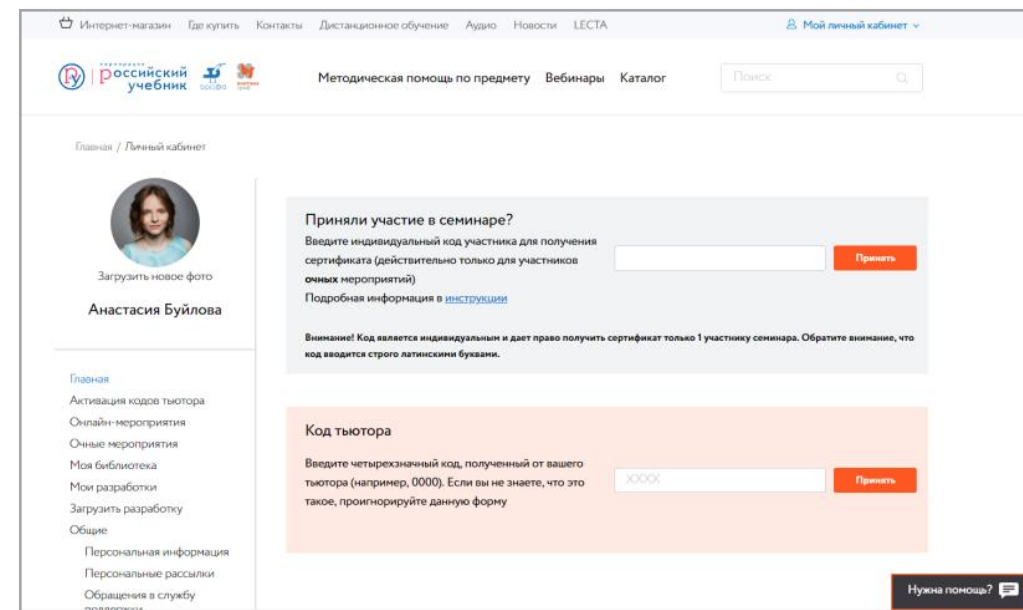 Интернет-магазин Где купить Контакты Дистанционное обучение Аудио Новости LECTA Мой личный кабинет
корпорация
российский
учебник
дрофа
вентана
граф
Методическая помощь по предмету Вебинары Каталог Поиск
Главная / Личный кабинет
Загрузить новое фото
Анастасия Буйлова
Главная
Активация кодов тьютора
Онлайн-мероприятия
Очные мероприятия
Моя библиотека
Мои разработки
Загрузить разработку
Общие
Персональная информация
Персональные рассылки
Обращения в службу
поддержки
Приняли участие в семинаре?
Введите индивидуальный код участника для получения
сертификата (действительно только для участников
очных мероприятий)
Подробная информация в инструкции
Принять
Внимание! Код является индивидуальным и дает право получить сертификат только 1 участнику семинара. Обратите внимание, что
код вводится строго латинскими буквами.
Код тьютора
Введите четырехзначный код, полученный от вашего
тьютора (например, 0000). Если вы не знаете, что это
такое, проигнорируйте данную форму
XXXX
Принять
Нужна помощь?